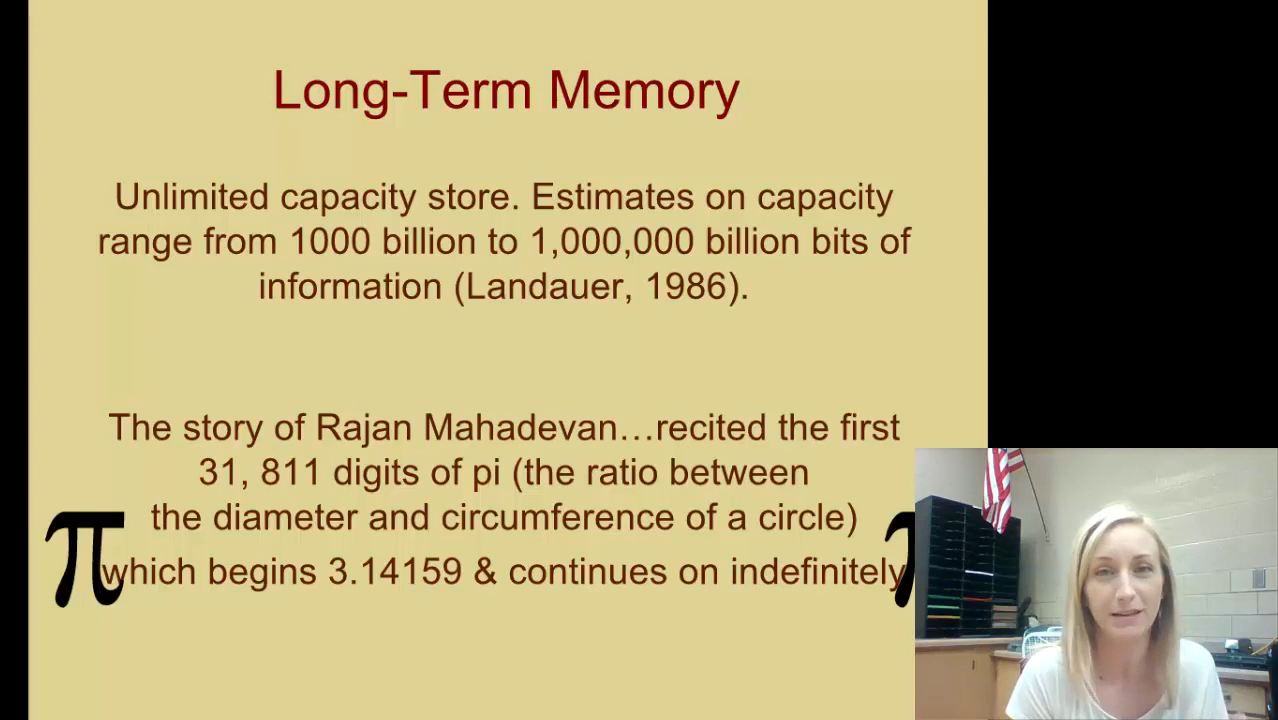 Long-Term Memory
Unlimited capacity store. Estimates on capacity
range from 1000 billion to 1,000,000 billion bits of
information (Landauer, 1986).
The story of Rajan Mahadevan…recited the first
31, 811 digits of pi (the ratio between
the diameter and circumference of a circle)
π which begins 3.14159 & continues on indefinitely